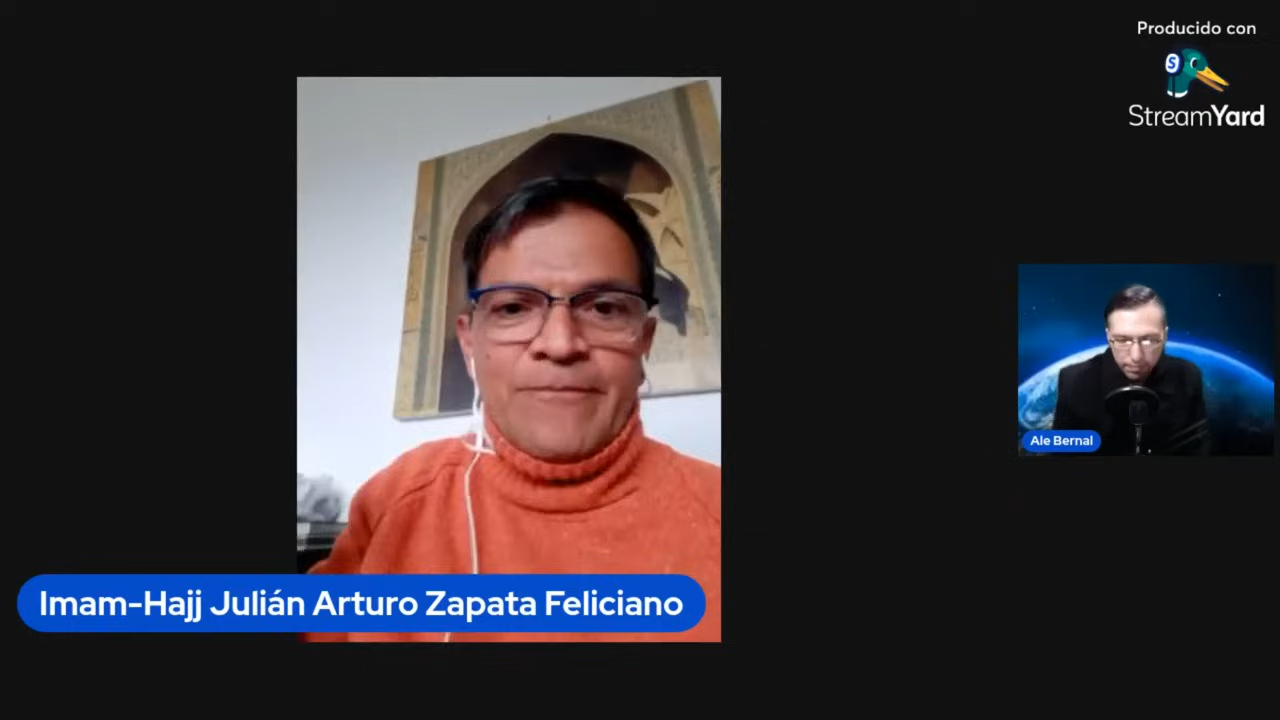 Producido con
StreamYard
Ale Bernal
Imam-Hajj Julián Arturo Zapata Feliciano